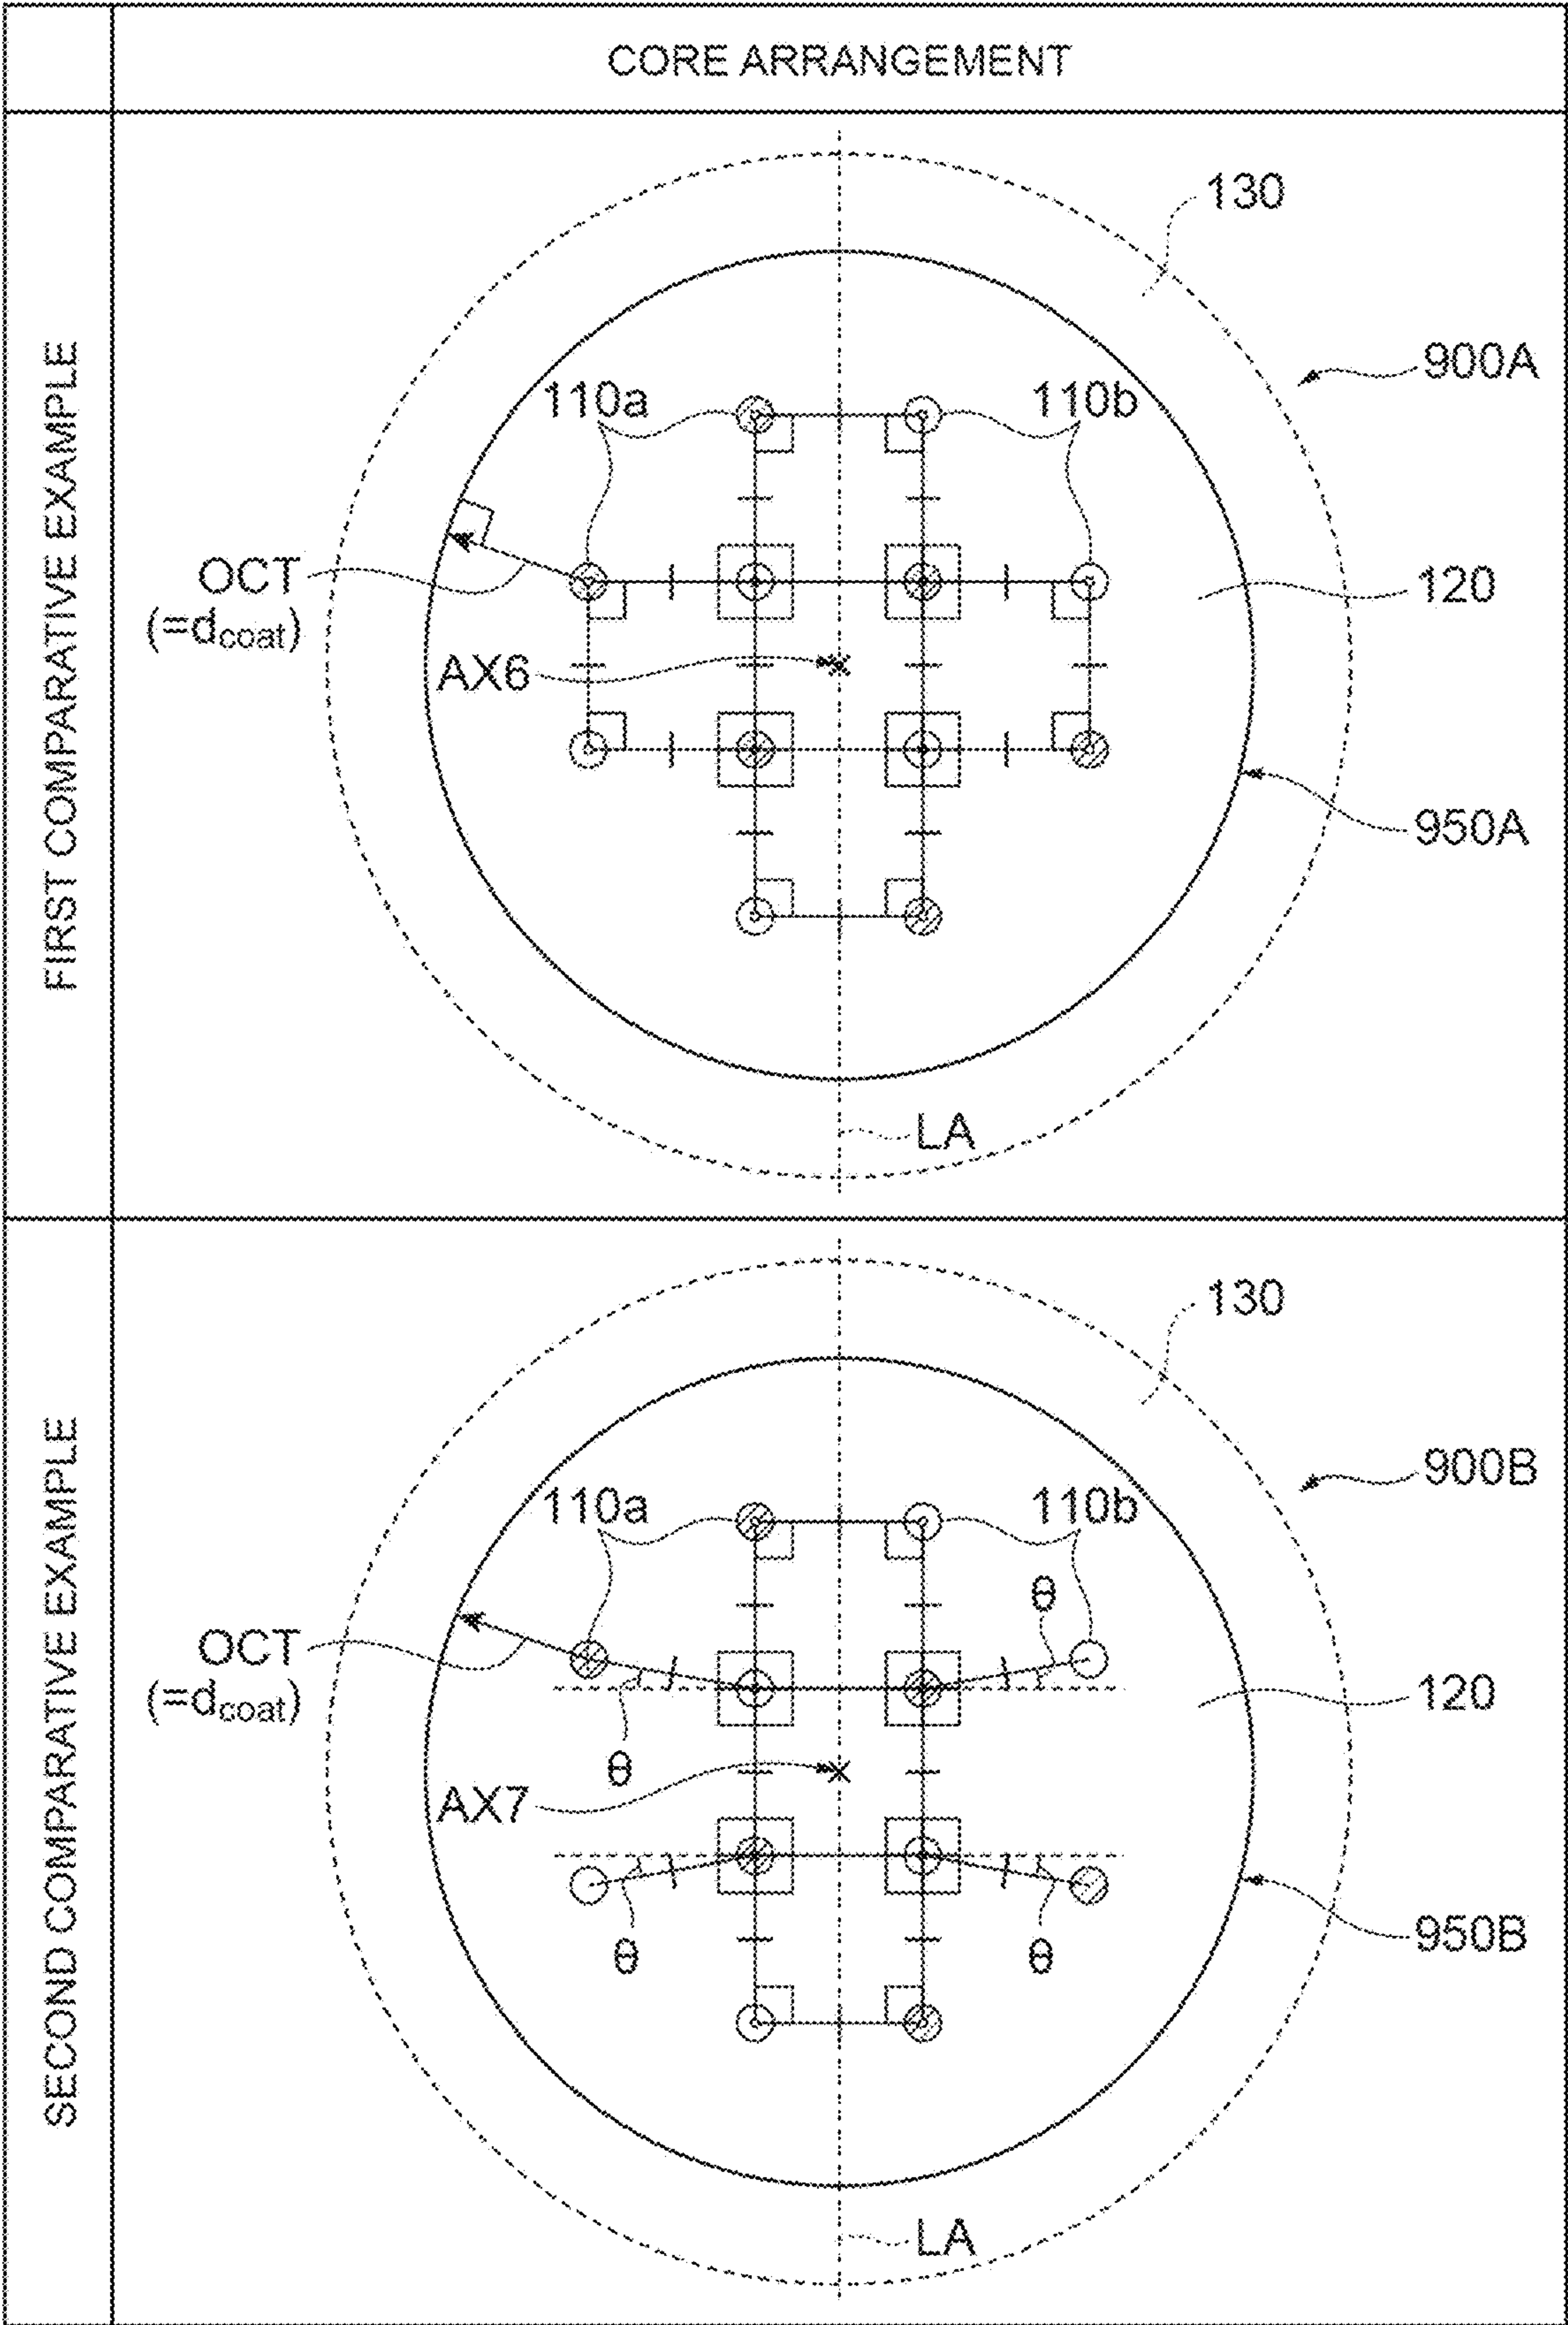 CORE ARRANGEMENT
FIRST COMPARATIVE EXAMPLE
130
900A
110a
110b
OCT
(=dcoat)
120
AX6
950A
LA
SECOND COMPARATIVE EXAMPLE
130
900B
110a
110b
θ
OCT
(=dcoat)
120
θ
AX7
950B
θ
θ
LA